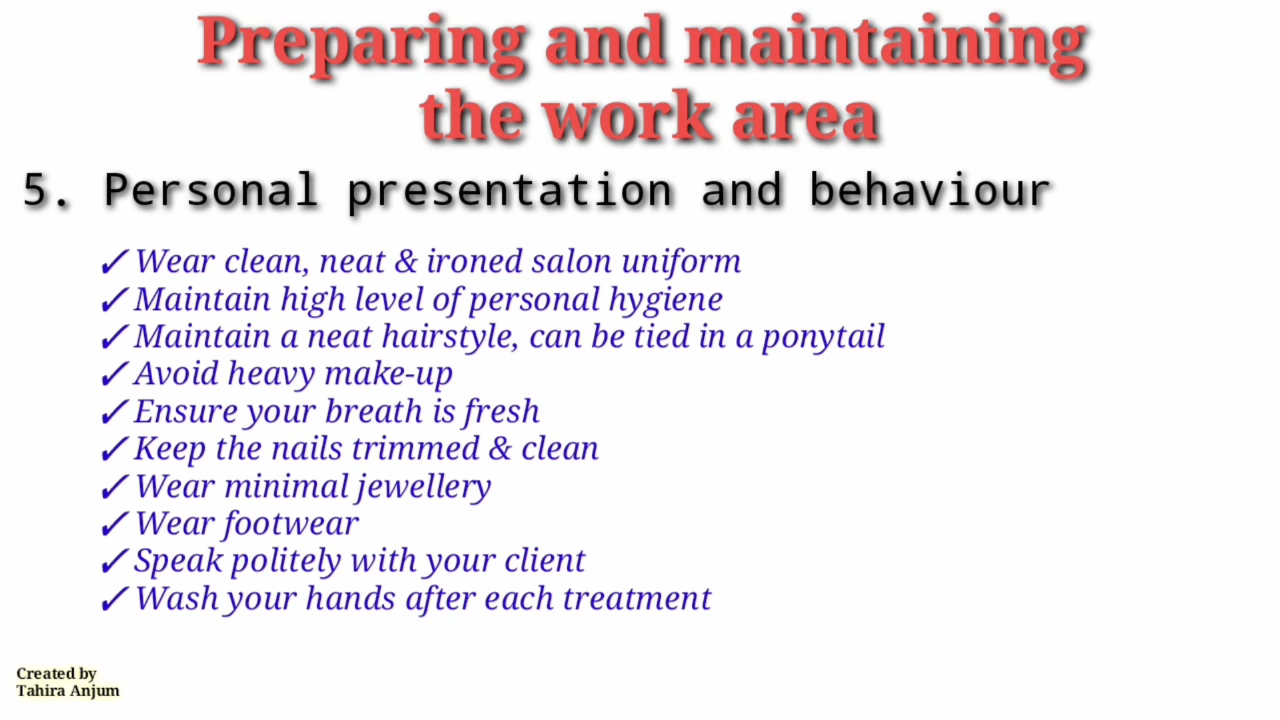 Preparing and maintaining
the work area
5. Personal presentation and behaviour
✓ Wear clean, neat & ironed salon uniform
✓ Maintain high level of personal hygiene
✓ Maintain a neat hairstyle, can be tied in a ponytail
✓ Avoid heavy make-up
✓ Ensure your breath is fresh
✓ Keep the nails trimmed & clean
✓ Wear minimal jewellery
✓ Wear footwear
✓ Speak politely with your client
✓ Wash your hands after each treatment
Created by
Tahira Anjum